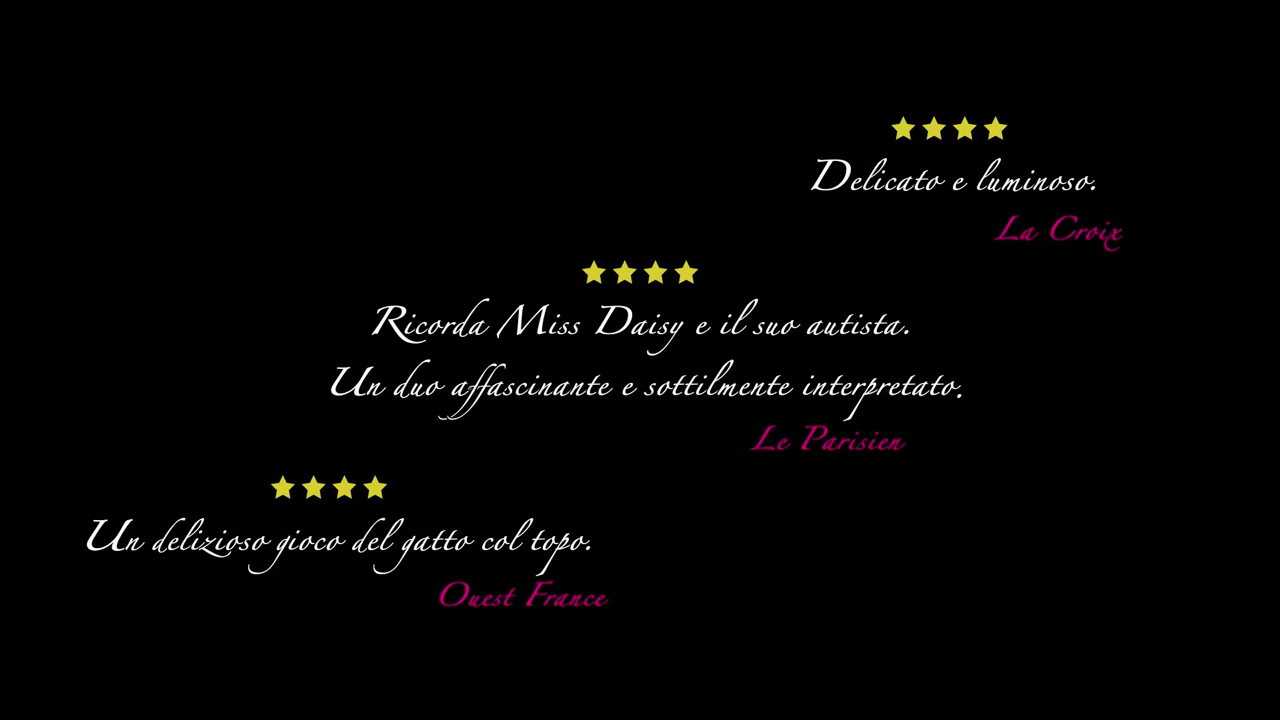 Delicato e luminoso.
La Croix
Ricorda Miss Daisy e il suo autista.
Un duo affascinante e sottilmente interpretato.
Le Parisien
Un delizioso gioco del gatto col topo.
Ouest France